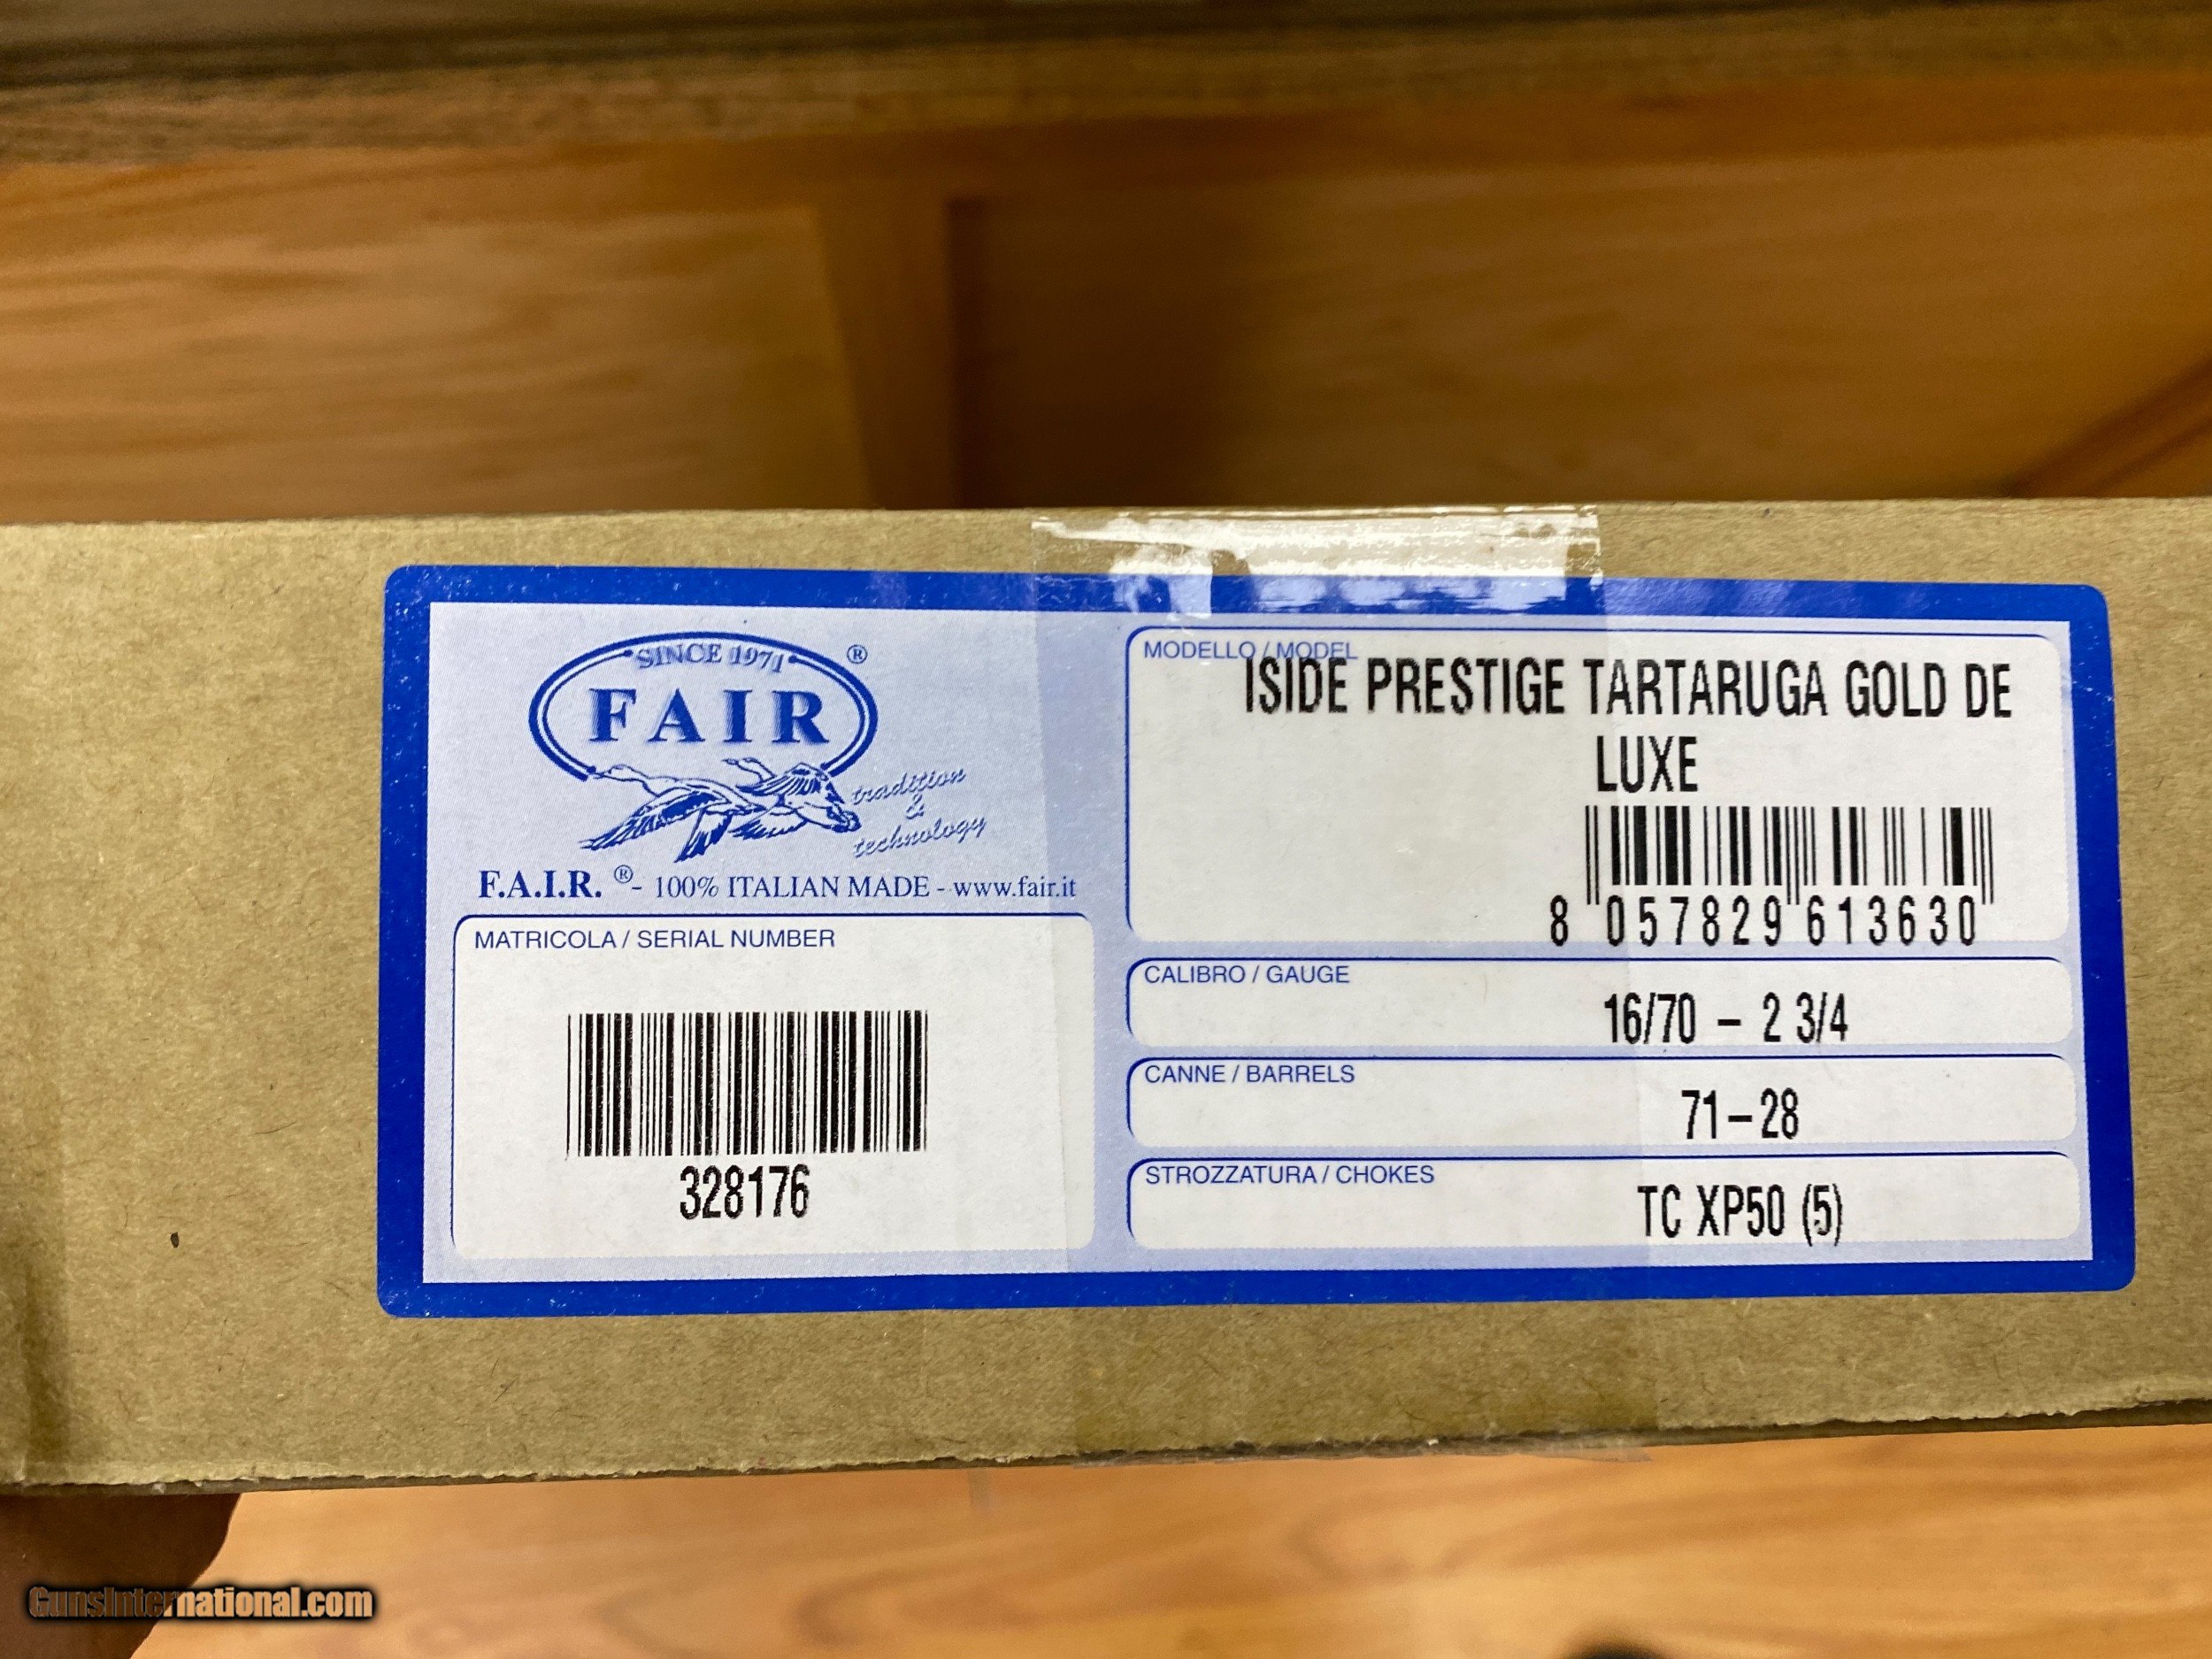 SINCE 1971 ®
FAIR
tradition
&
technology
F.A.I.R. ® - 100% ITALIAN MADE - www.fair.it
MATRICOLA / SERIAL NUMBER
328176
MODELLO / MODEL
ISIDE PRESTIGE TARTARUGA GOLD DE
LUXE
8 057829 613630
CALIBRO / GAUGE
16/70 - 2 3/4
CANNE / BARRELS
71-28
STROZZATURA / CHOKES
TC XP50 (5)
GunsInternational.com